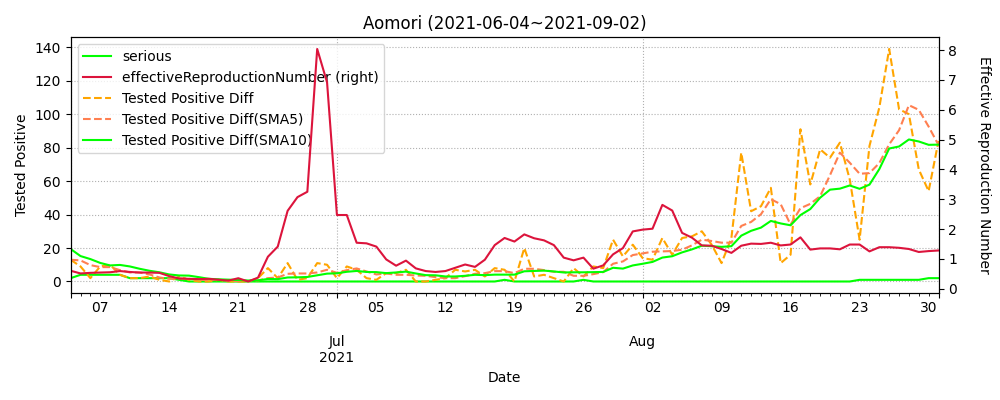 Aomori (2021-06-04~2021-09-02)
serious
effectiveReproductionNumber (right)
Tested Positive Diff
Tested Positive Diff(SMA5)
Tested Positive Diff(SMA10)
Tested Positive
140
120
100
80
60
40
20
0
8
7
6
5
4
3
2
1
0
Effective Reproduction Number
07 14 21 28 05 12 19 26 02 09 16 23 30
Jul Aug
2021
Date